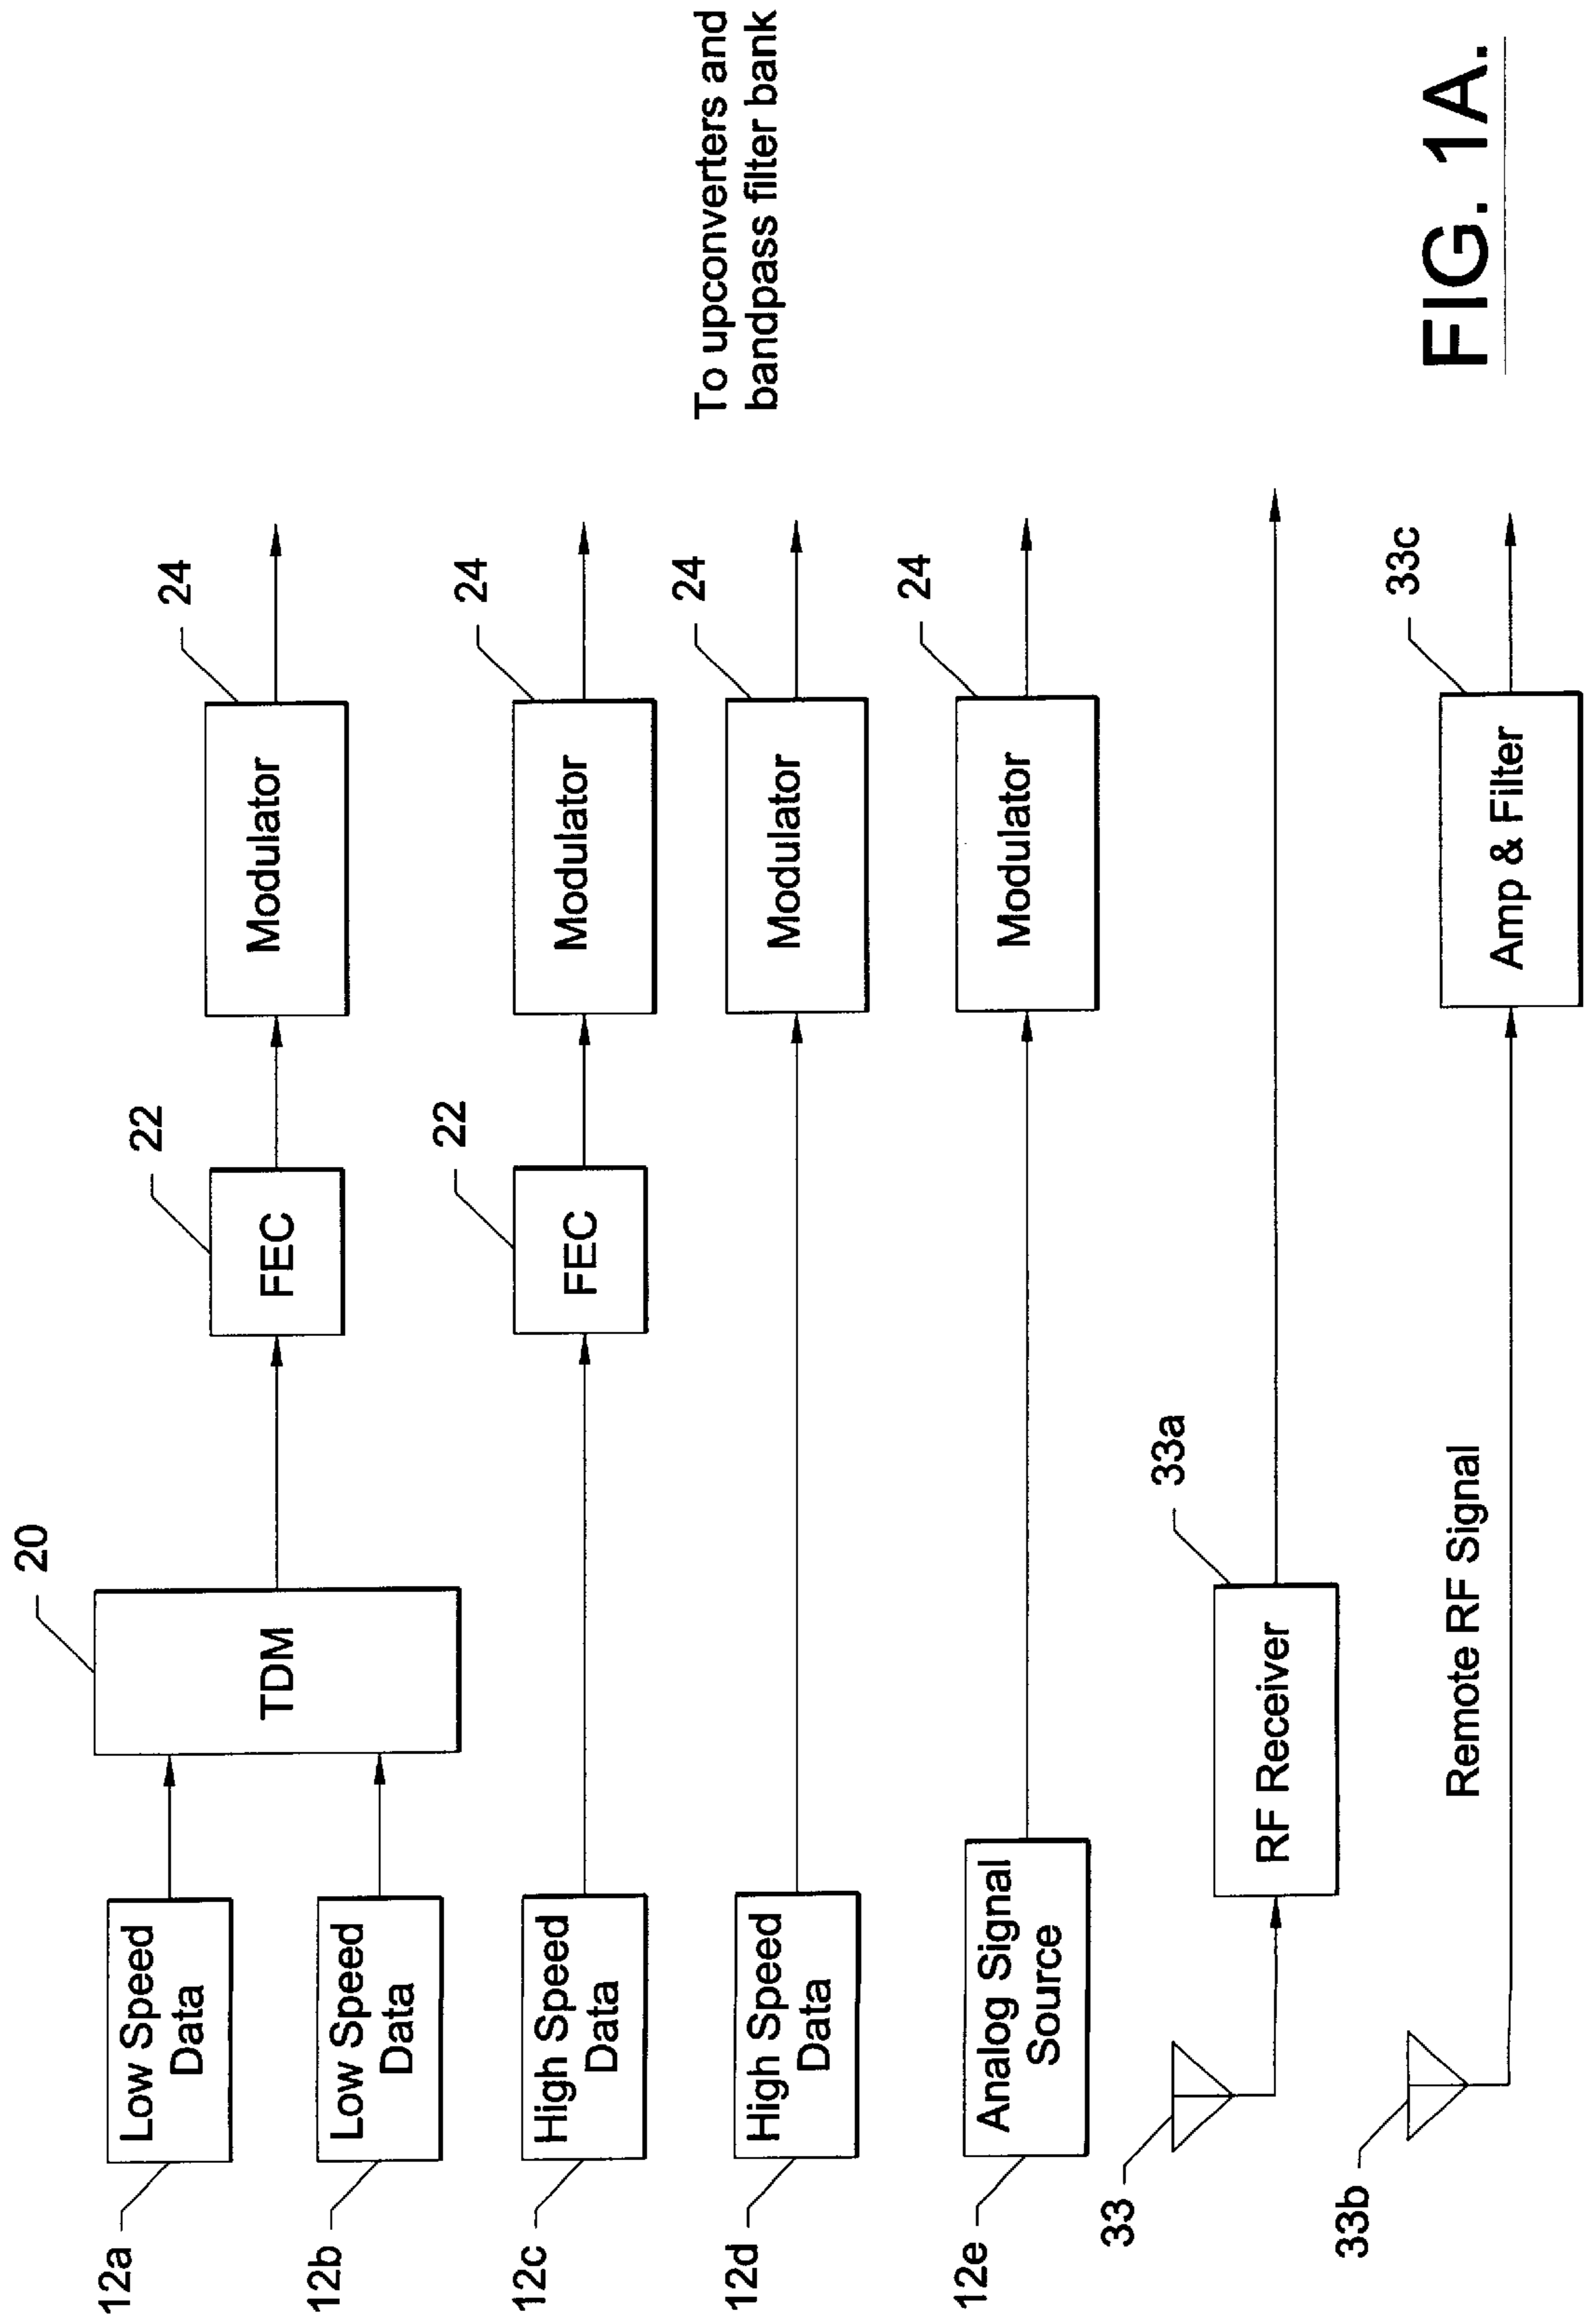 12a
Low Speed
Data
20
TDM
22
FEC
24
Modulator
12b
Low Speed
Data
12c
High Speed
Data
22
FEC
24
Modulator
12d
High Speed
Data
24
Modulator
To upconverters and
bandpass filter bank
12e
Analog Signal
Source
24
Modulator
33
33a
RF Receiver
33b
Remote RF Signal
33c
Amp & Filter
FIG. 1A.